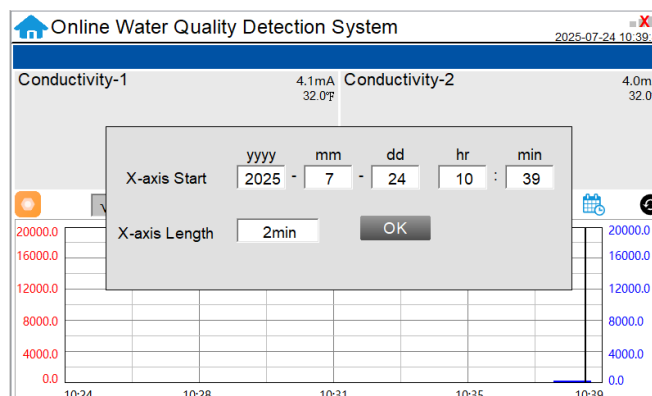 Online Water Quality Detection System
X
2025-07-24 10:39:
Conductivity-1
4.1mA
32.0℉
Conductivity-2
4.0m
32.0
yyyy mm dd hr min
X-axis Start 2025 - 7 - 24 10 : 39
X-axis Length 2min OK
20000.0 20000.0
16000.0 16000.0
12000.0 12000.0
8000.0 8000.0
4000.0 4000.0
0.0 0.0
10:24 10:28 10:31 10:35 10:39